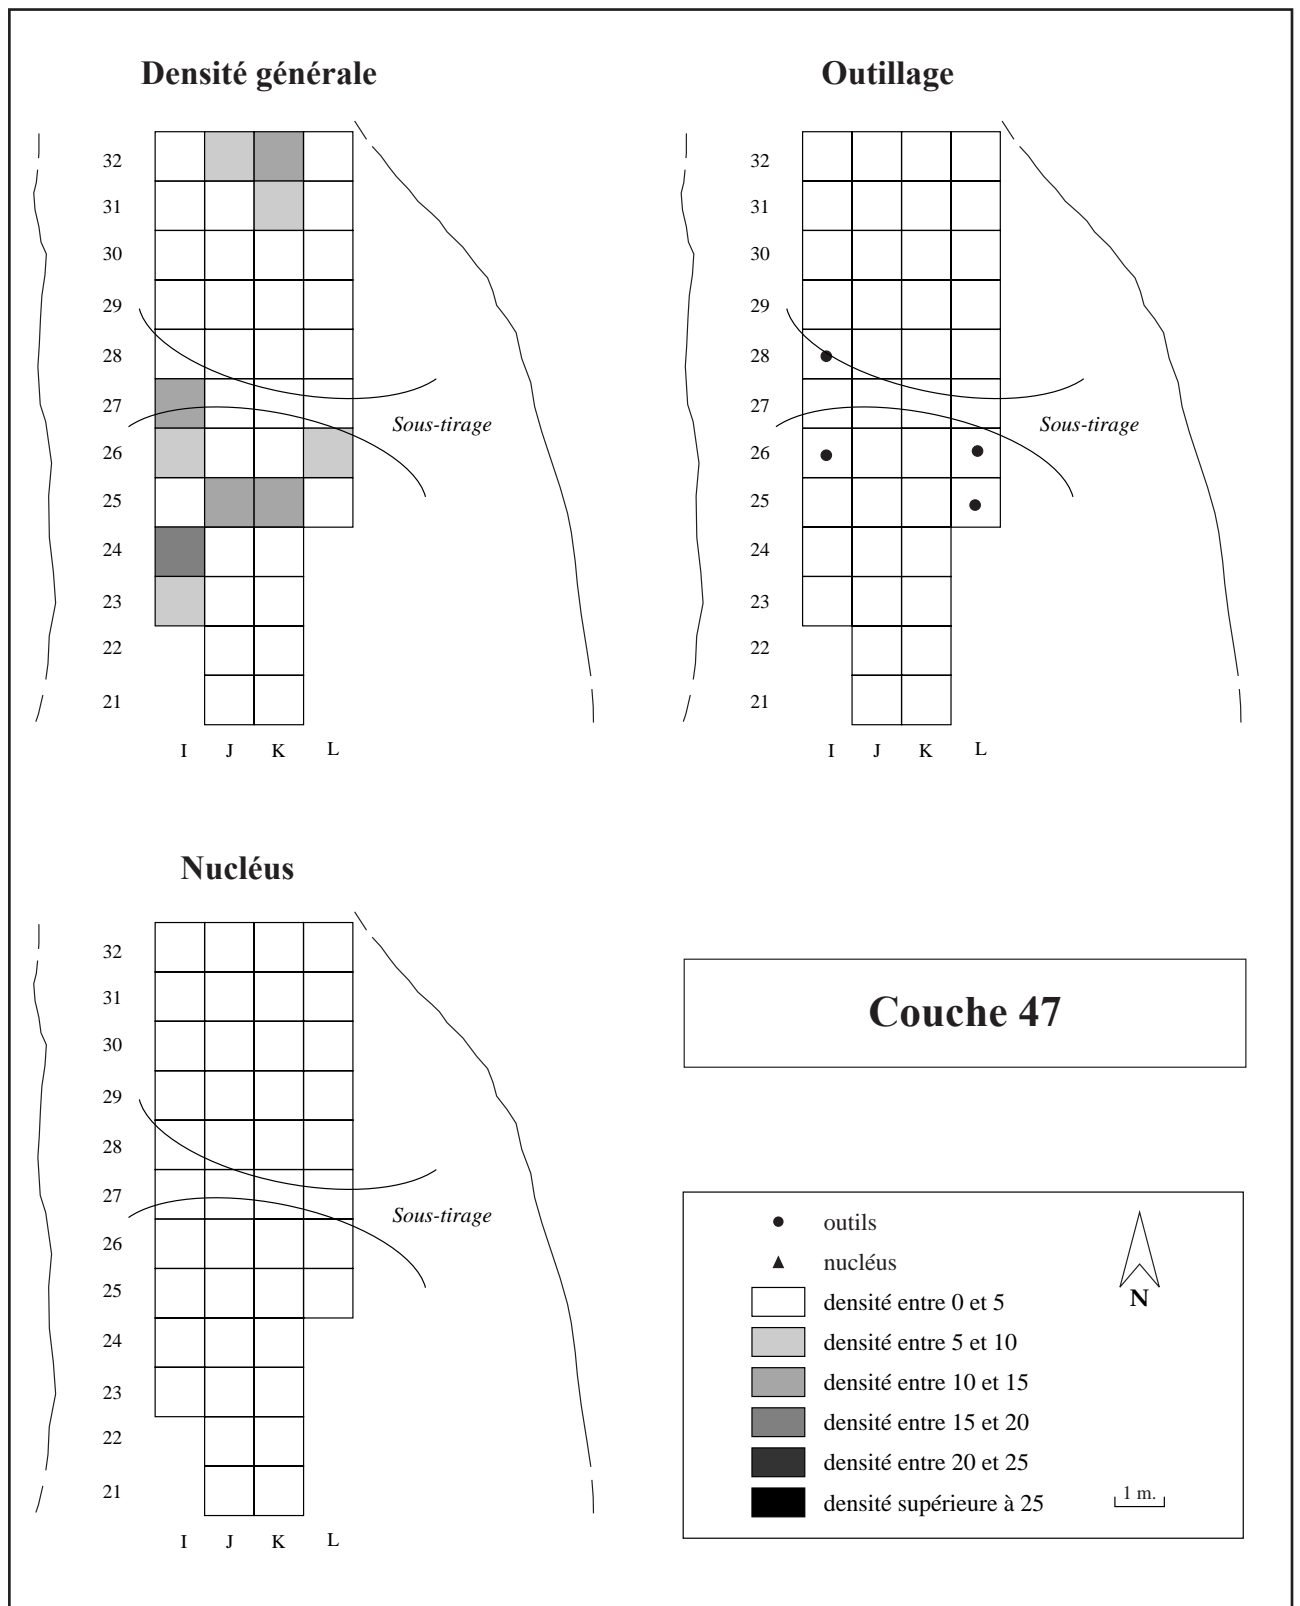 Densité générale
32
31
30
29
28
27
26
25
24
23
22
21
Sous-tirage
I J K L
Outillage
32
31
30
29
28
27
26
25
24
23
22
21
Sous-tirage
I J K L
Nucléus
32
31
30
29
28
27
26
25
24
23
22
21
Sous-tirage
I J K L
Couche 47
outils
nucléus
densité entre 0 et 5
densité entre 5 et 10
densité entre 10 et 15
densité entre 15 et 20
densité entre 20 et 25
densité supérieure à 25
N
1 m.